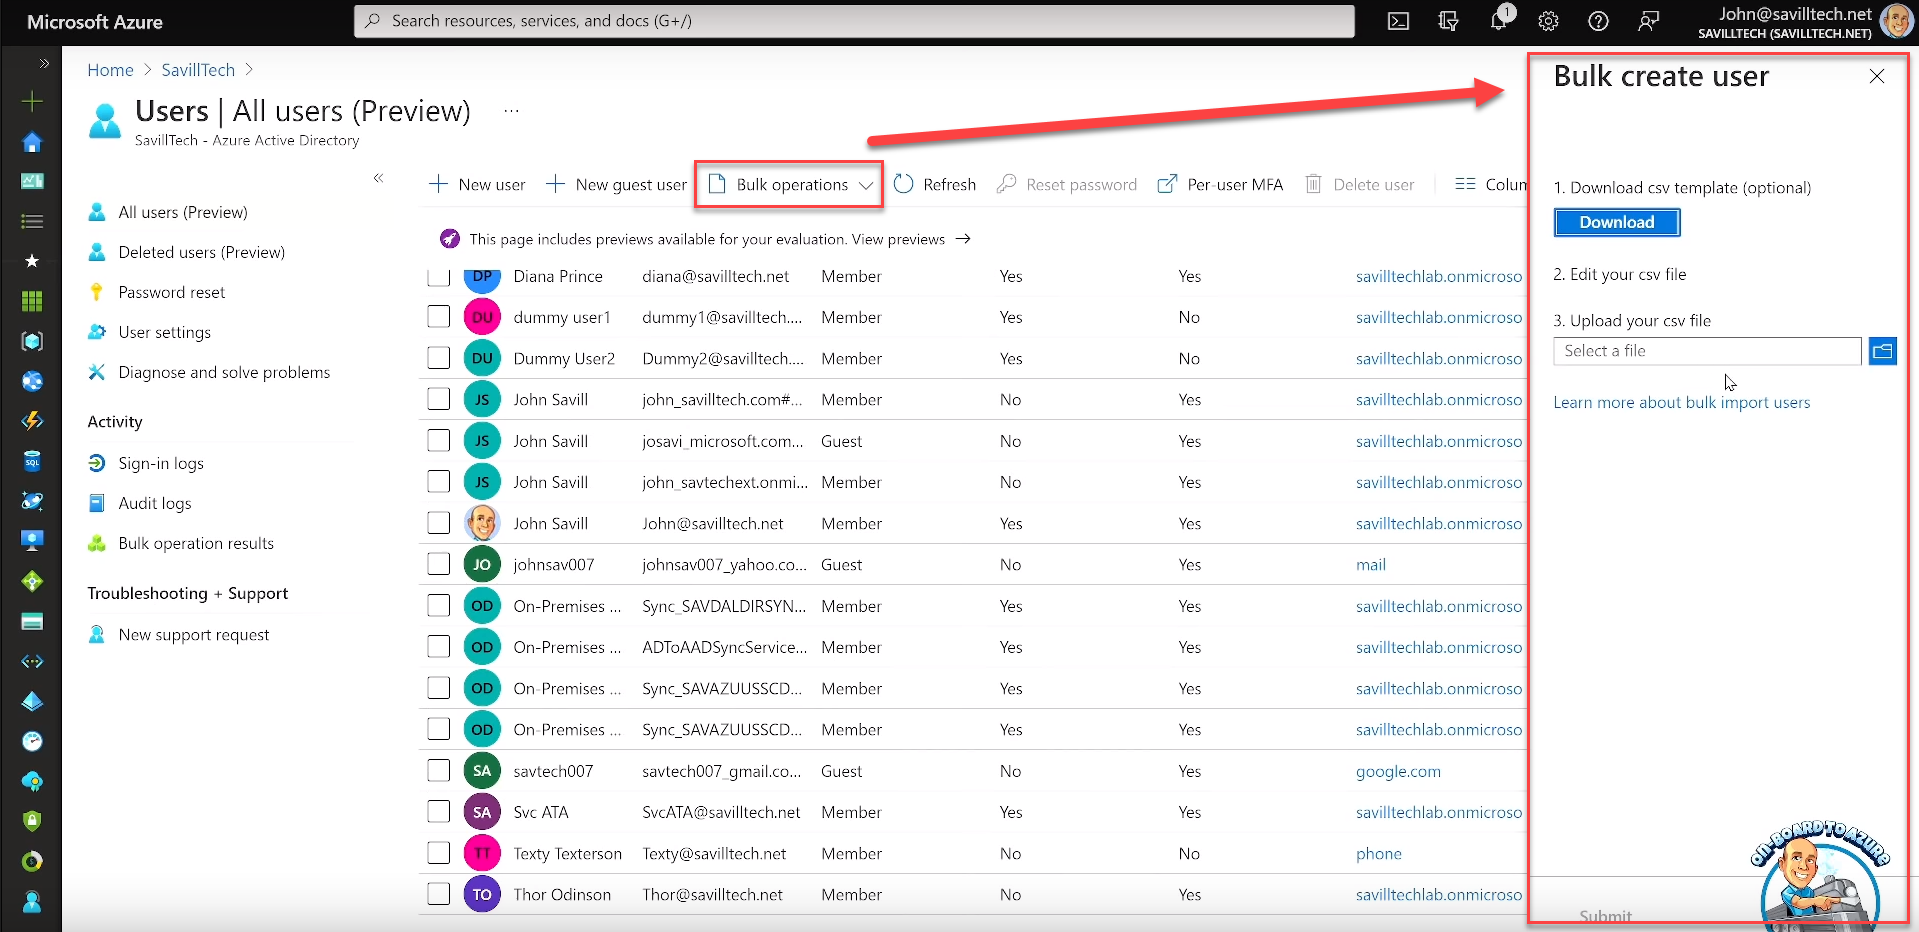 Microsoft Azure
Search resources, services, and docs (G+/)
1
John@savilltech.net
SAVILLTECH (SAVILLTECH.NET)
Home > SavillTech >
Users | All users (Preview) ...
SavillTech - Azure Active Directory
All users (Preview)
Deleted users (Preview)
Password reset
User settings
Diagnose and solve problems
Activity
Sign-in logs
Audit logs
Bulk operation results
Troubleshooting + Support
New support request
New user
New guest user
Bulk operations
Refresh
Reset password
Per-user MFA
Delete user
Colum
This page includes previews available for your evaluation. View previews →
DP Diana Prince diana@savilltech.net Member Yes Yes savilltechlab.onmicroso
DU dummy user1 dummy1@savilltech.... Member Yes No savilltechlab.onmicroso
DU Dummy User2 Dummy2@savilltech.... Member Yes No savilltechlab.onmicroso
JS John Savill john_savilltech.com#... Member No Yes savilltechlab.onmicroso
JS John Savill josavi_microsoft.com... Guest No Yes savilltechlab.onmicroso
JS John Savill john_savtechext.onmi... Member No Yes savilltechlab.onmicroso
John Savill John@savilltech.net Member Yes Yes savilltechlab.onmicroso
JO johnsav007 johnsav007_yahoo.co... Guest No Yes mail
OD On-Premises ... Sync_SAVDALDIRSYN... Member Yes Yes savilltechlab.onmicroso
OD On-Premises ... ADToAADSyncService... Member Yes Yes savilltechlab.onmicroso
OD On-Premises ... Sync_SAVAZUUSSCD... Member Yes Yes savilltechlab.onmicroso
OD On-Premises ... Sync_SAVAZUUSSCD... Member Yes Yes savilltechlab.onmicroso
SA savtech007 savtech007_gmail.co... Guest No Yes google.com
SA Svc ATA SvcATA@savilltech.net Member Yes Yes savilltechlab.onmicroso
TT Texty Texterson Texty@savilltech.net Member No No phone
TO Thor Odinson Thor@savilltech.net Member No Yes savilltechlab.onmicroso
Bulk create user
1. Download csv template (optional)
Download
2. Edit your csv file
3. Upload your csv file
Select a file
Learn more about bulk import users
Submit
ON-BOARD TO AZURE
SQL